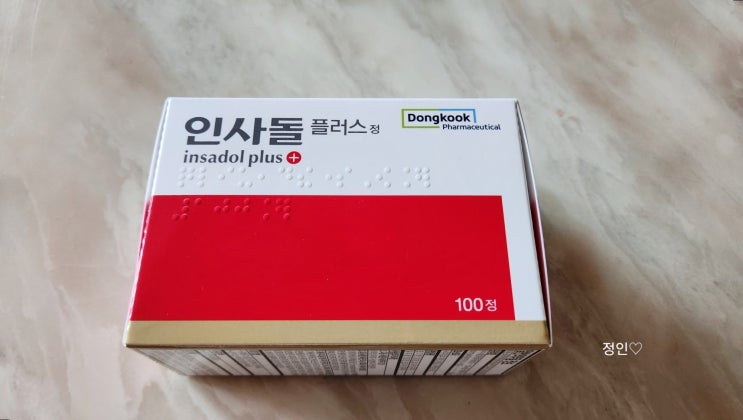 인사돌 플러스 정
insadol plus +
Dongkook
Pharmaceutical
100정
정인♡